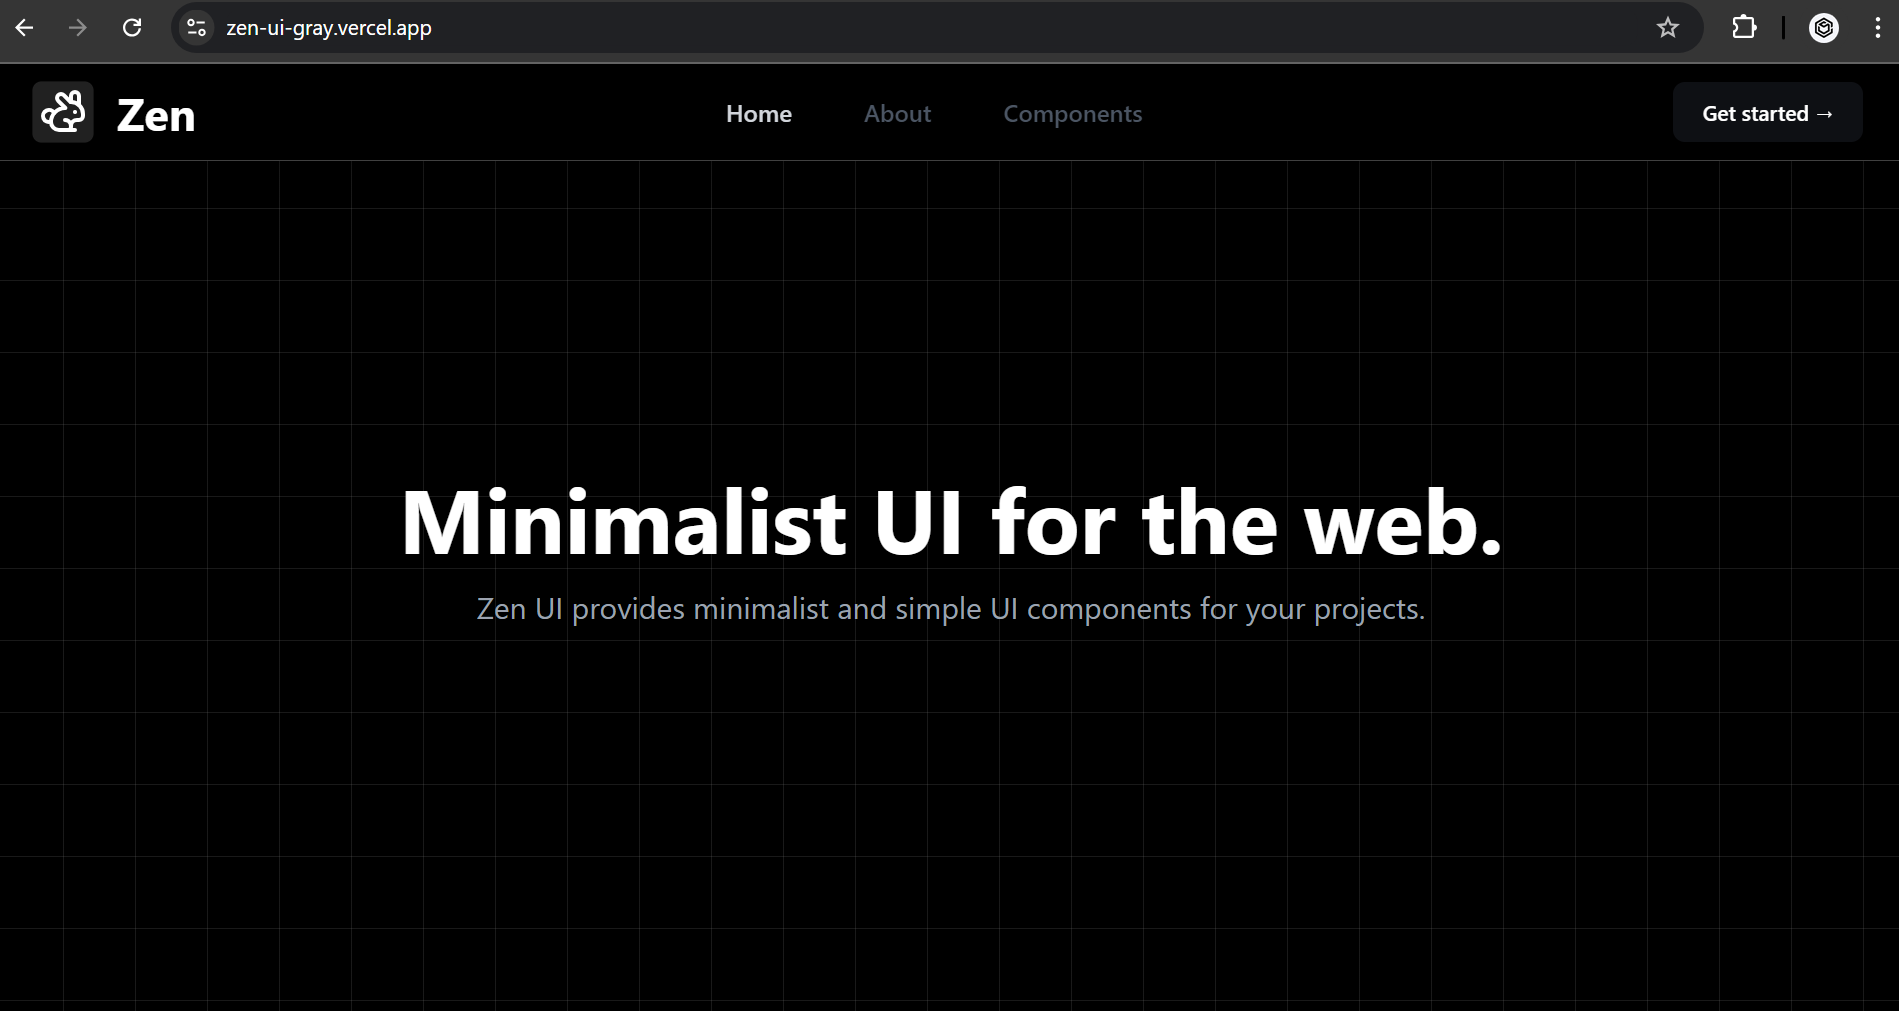 zen-ui-gray.vercel.app
Zen
Home
About
Components
Get started →
Minimalist UI for the web.
Zen UI provides minimalist and simple UI components for your projects.